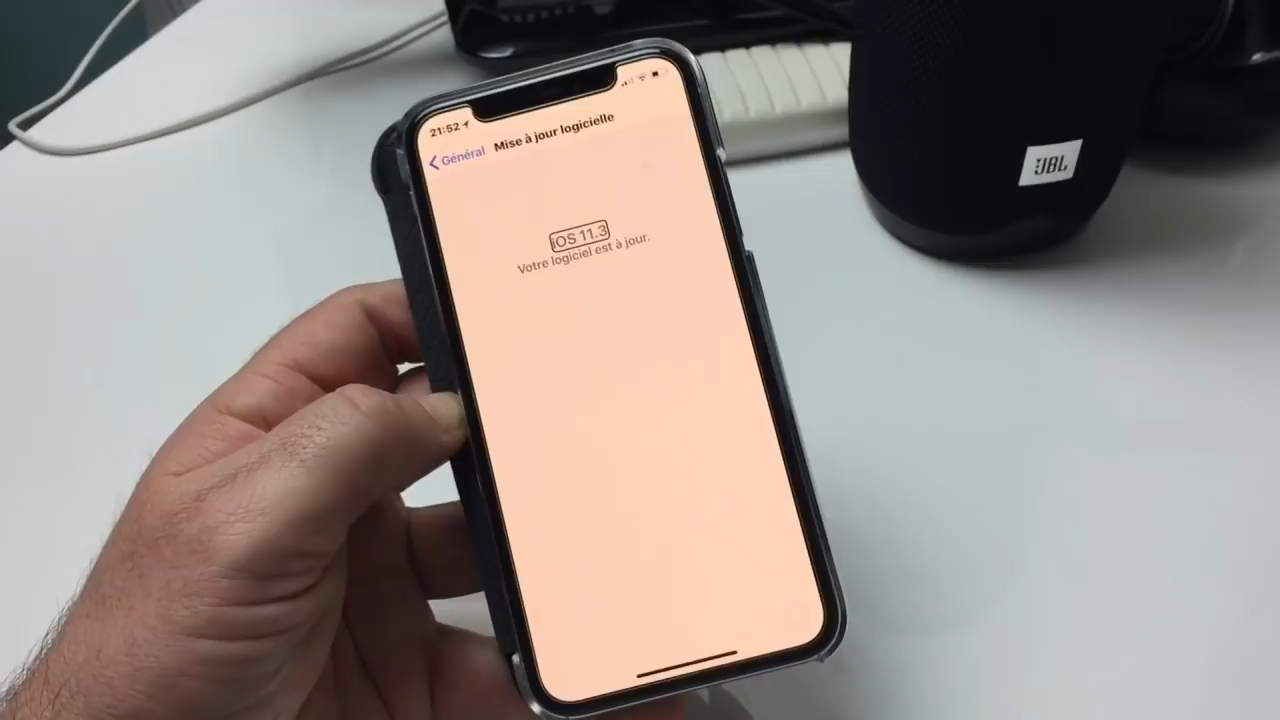 21:52
Général
Mise à jour logicielle
iOS 11.3
Votre logiciel est à jour.
JBL